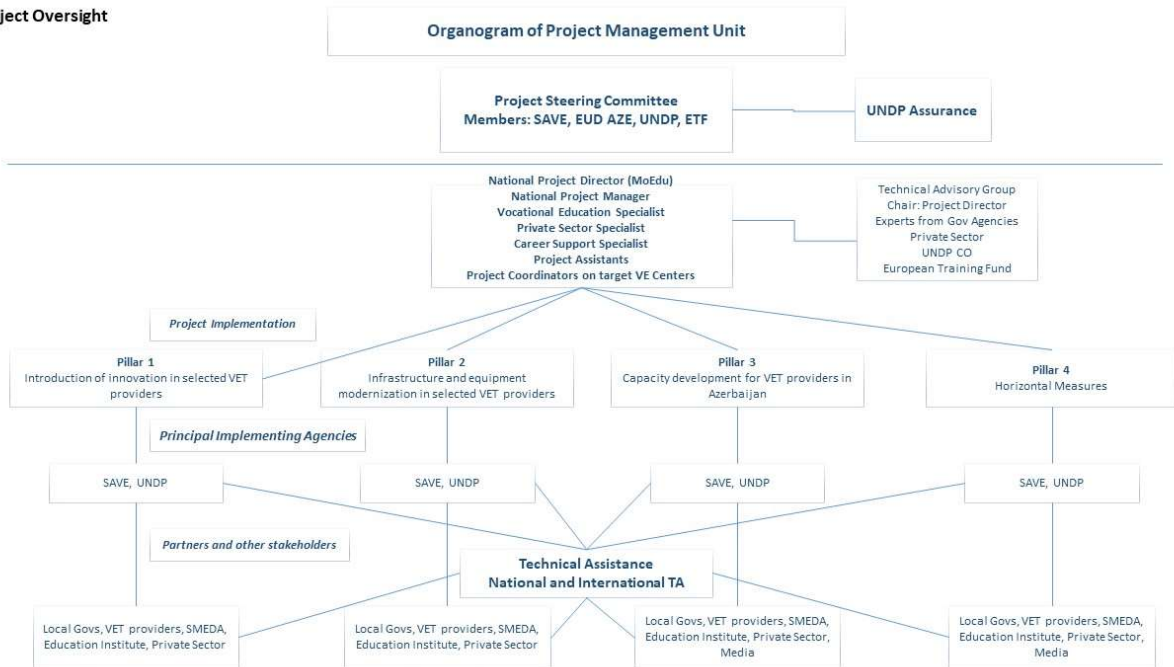 ject Oversight
Organogram of Project Management Unit
Project Steering Committee
Members: SAVE, EUD AZE, UNDP, ETF
UNDP Assurance
National Project Director (MoEdu)
National Project Manager
Vocational Education Specialist
Private Sector Specialist
Career Support Specialist
Project Assistants
Project Coordinators on target VE Centers
Technical Advisory Group
Chair: Project Director
Experts from Gov Agencies
Private Sector
UNDP CO
European Training Fund
Project Implementation
Pillar 1
Introduction of innovation in selected VET
providers
Pillar 2
Infrastructure and equipment
modernization in selected VET providers
Pillar 3
Capacity development for VET providers in
Azerbaijan
Pillar 4
Horizontal Measures
Principal Implementing Agencies
SAVE, UNDP
SAVE, UNDP
SAVE, UNDP
SAVE, UNDP
Partners and other stakeholders
Technical Assistance
National and International TA
Local Govs, VET providers, SMEDA,
Education Institute, Private Sector
Local Govs, VET providers, SMEDA,
Education Institute, Private Sector
Local Govs, VET providers, SMEDA,
Education Institute, Private Sector,
Media
Local Govs, VET providers, SMEDA,
Education Institute, Private Sector,
Media